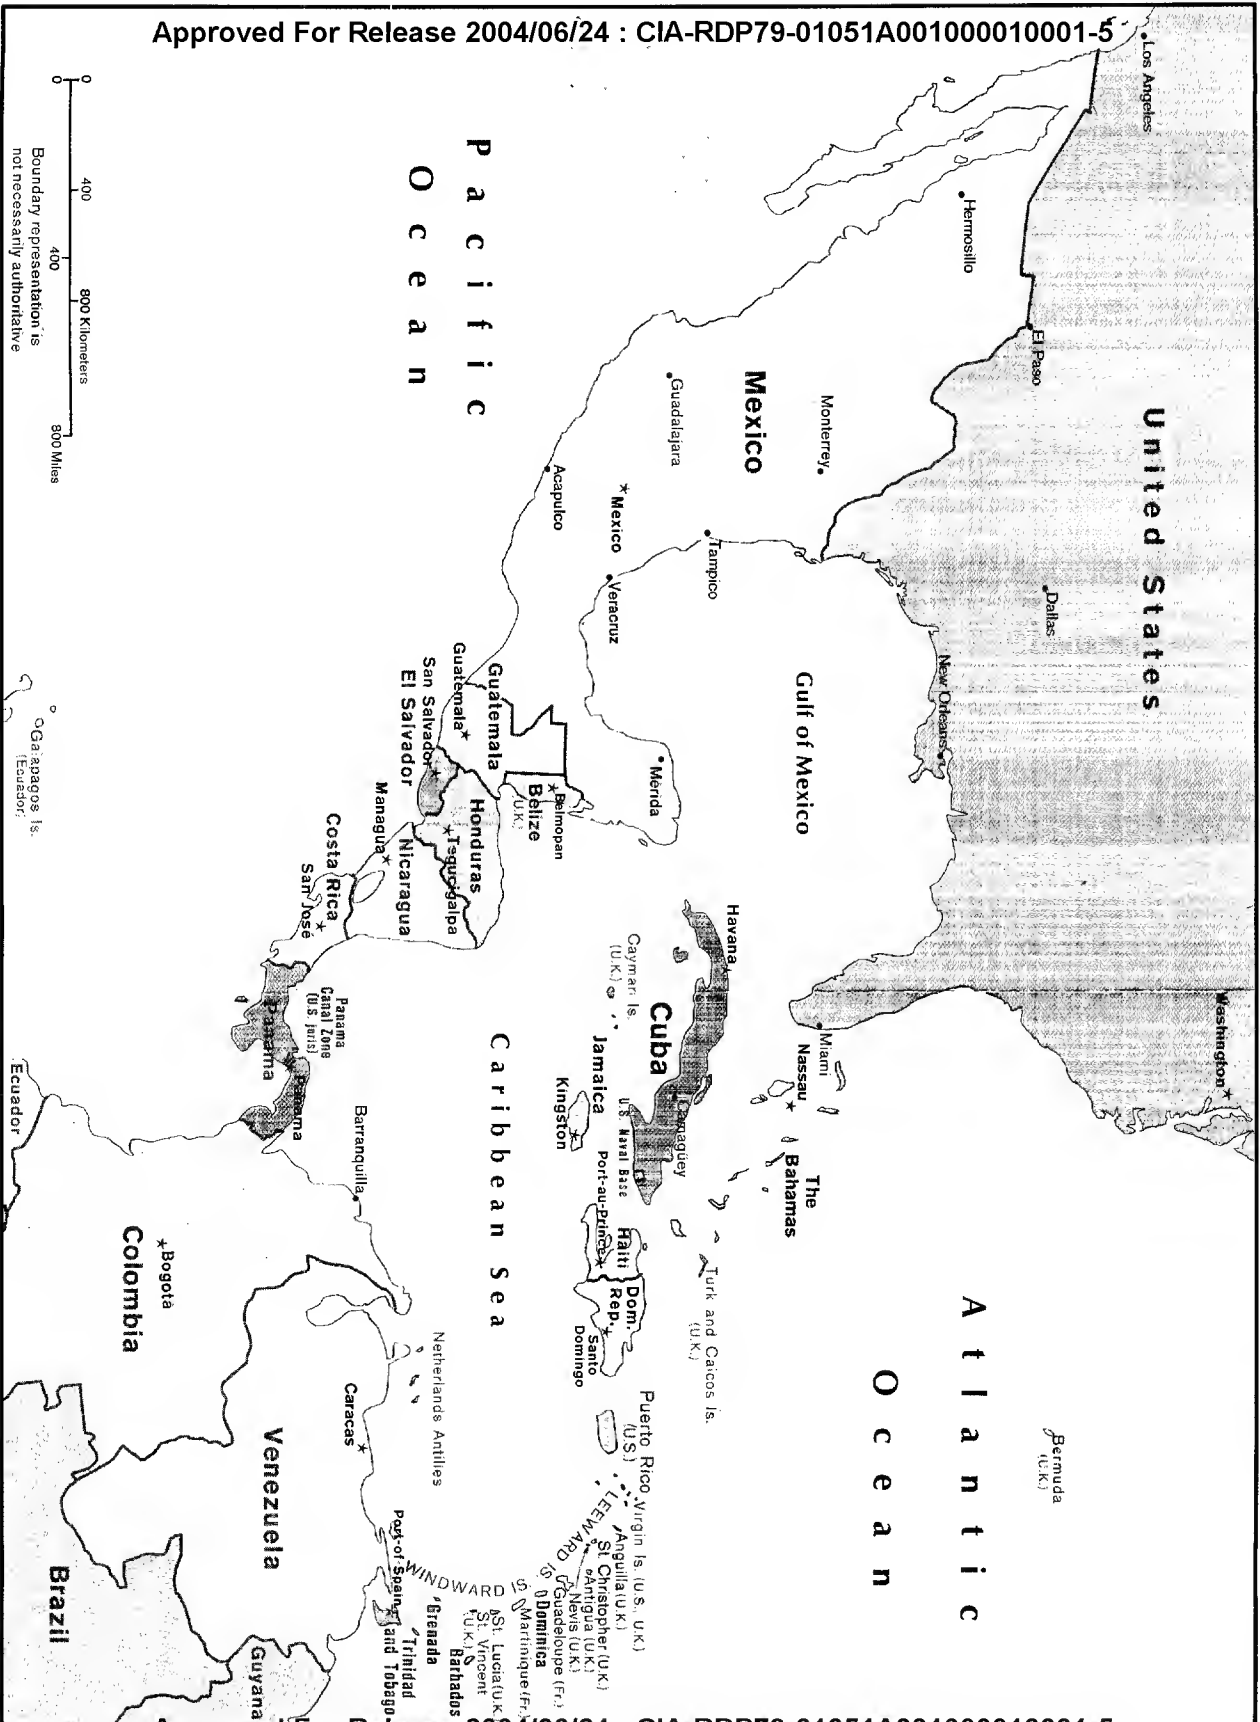 Approved For Release 2004/06/24 : CIA-RDP79-01051A001000010001-5
Los Angeles
United States
Washington
El Paso
Dallas
New Orleans
Hermosillo
Monterrey
Mexico
Guadalajara
Mexico
Tampico
Veracruz
Acapulco
Mérida
Gulf of Mexico
Miami
Nassau
The
Bahamas
Atlantic
Ocean
Bermuda
(U.K.)
Havana
Cuba
Camagüey
U.S. Naval Base
Turk and Caicos Is.
(U.K.)
Cayman Is.
(U.K.)
Jamaica
Kingston
Haiti
Port-au-Prince
Dom.
Rep.
Santo
Domingo
Puerto Rico
(U.S.)
Virgin Is. (U.S., U.K.)
LEEWARD IS.
Anguilla (U.K.)
St. Christopher (U.K.)
Antigua (U.K.)
Nevis (U.K.)
Guadeloupe (Fr.)
Dominica
Martinique (Fr.)
WINDWARD IS.
St. Lucia (U.K.)
St. Vincent
(U.K.)
Barbados
Grenada
Trinidad
and Tobago
Port-of-Spain
Pacific
Ocean
Guatemala
Guatemala
Belmopan
Belize
(U.K.)
San Salvador
El Salvador
Honduras
Tegucigalpa
Managua
Nicaragua
Costa Rica
San José
Panama
Canal Zone
(U.S. juris)
Panama
Panama
Caribbean Sea
Netherlands Antilles
Barranquilla
Caracas
Venezuela
Bogotá
Colombia
Ecuador
Brazil
Guyana
Galapagos Is.
(Ecuador)
0 400 800 Kilometers
0 400 800 Miles
Boundary representation is
not necessarily authoritative